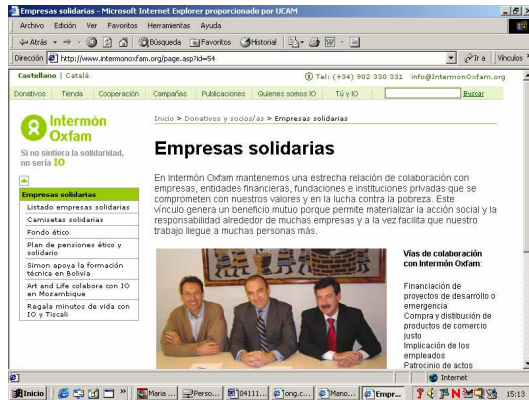 Empresas solidarias - Microsoft Internet Explorer proporcionado por UCAM
Archivo Edición Ver Favoritos Herramientas Ayuda
Atrás Búsqueda Favoritos Historial
Dirección http://www.intermonoxfam.org/page.asp?id=54 Ir a Vínculos
Castellano | Català Tel: (+34) 902 330 331 info@IntermonOxfam.org
Donativos Tienda Cooperación Campañas Publicaciones Quienes somos IO Tú y IO Buscar
Intermón
Oxfam
Si no sintiera la solidaridad,
no sería IO
Inicio > Donativos y socios/as > Empresas solidarias
Empresas solidarias
En Intermón Oxfam mantenemos una estrecha relación de colaboración con
empresas, entidades financieras, fundaciones e instituciones privadas que se
comprometen con nuestros valores y en la lucha contra la pobreza. Este
vínculo genera un beneficio mutuo porque permite materializar la acción social y la
responsabilidad alrededor de muchas empresas y a la vez facilita que nuestro
trabajo llegue a muchas personas más.
Empresas solidarias
Listado empresas solidarias
Camisetas solidarias
Fondo ético
Plan de pensiones ético y
solidario
Simon apoya la formación
técnica en Bolivia
Art and Life colabora con IO
en Mozambique
Regala minutos de vida con
IO y Tiscali
Vías de colaboración
con Intermón Oxfam:
Financiación de
proyectos de desarrollo o
emergencia
Compra y distibución de
productos de comercio
justo
Implicación de los
empleados
Patrocinio de actos
Internet
Inicio Maria ... Perso... 04111... ong.c... Mano... Empr... 15:13